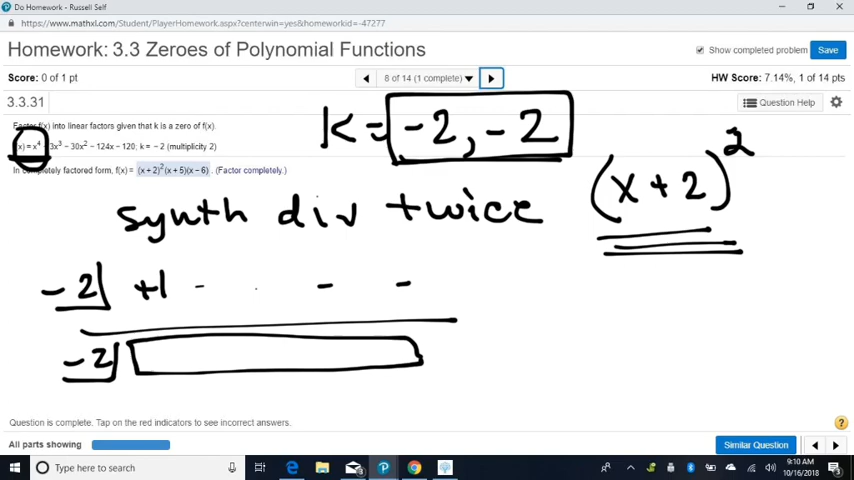 Do Homework: Russell Self
https://www.mathxl.com/Student/PlayerHomework.aspx?centerwin=yes&homeworkid=-47277
Homework: 3.3 Zeroes of Polynomial Functions
Show completed problem
Save
Score: 0 of 1 pt
8 of 14 (1 complete)
HW Score: 7.14%, 1 of 14 pts
3.3.31
Question Help
f(x) into linear factors given that k is a zero of f(x).
(x) = x⁴ 3x³ − 30x² − 124x − 120; k = − 2 (multiplicity 2)
In completely factored form, f(x) = (x + 2)²(x + 5)(x − 6). (Factor completely.)
k = -2, -2
(x + 2)²
synth div twice
-2| +1 - - -
-2|
Question is complete. Tap on the red indicators to see incorrect answers.
?
All parts showing
Similar Question
Type here to search
9:10 AM
10/16/2018